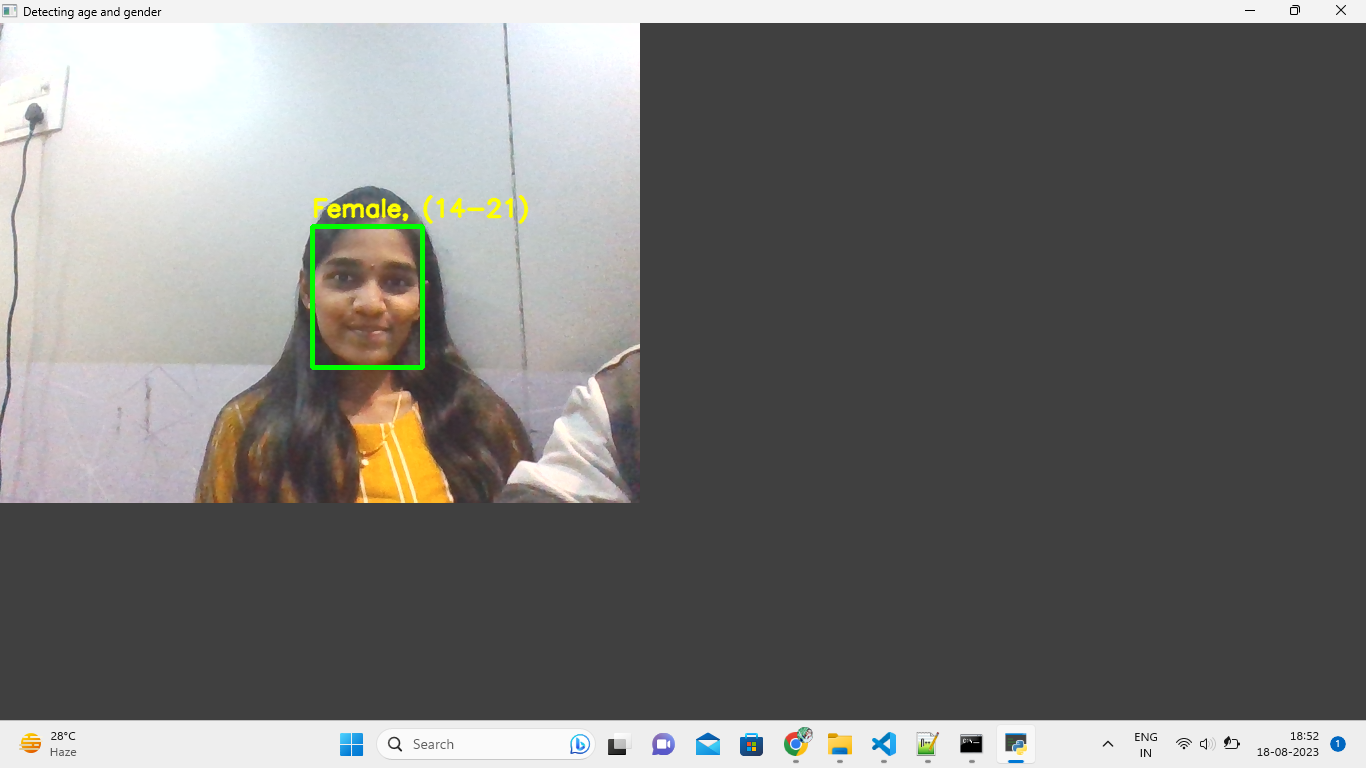 Detecting age and gender
Female, (14-21)
28°C
Haze
Search
ENG
IN
18:52
18-08-2023
1